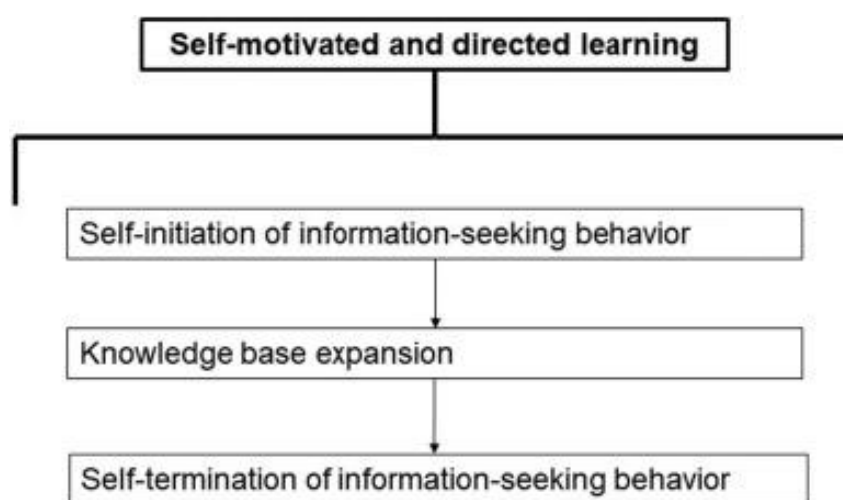 Self-motivated and directed learning
Self-initiation of information-seeking behavior
Knowledge base expansion
Self-termination of information-seeking behavior